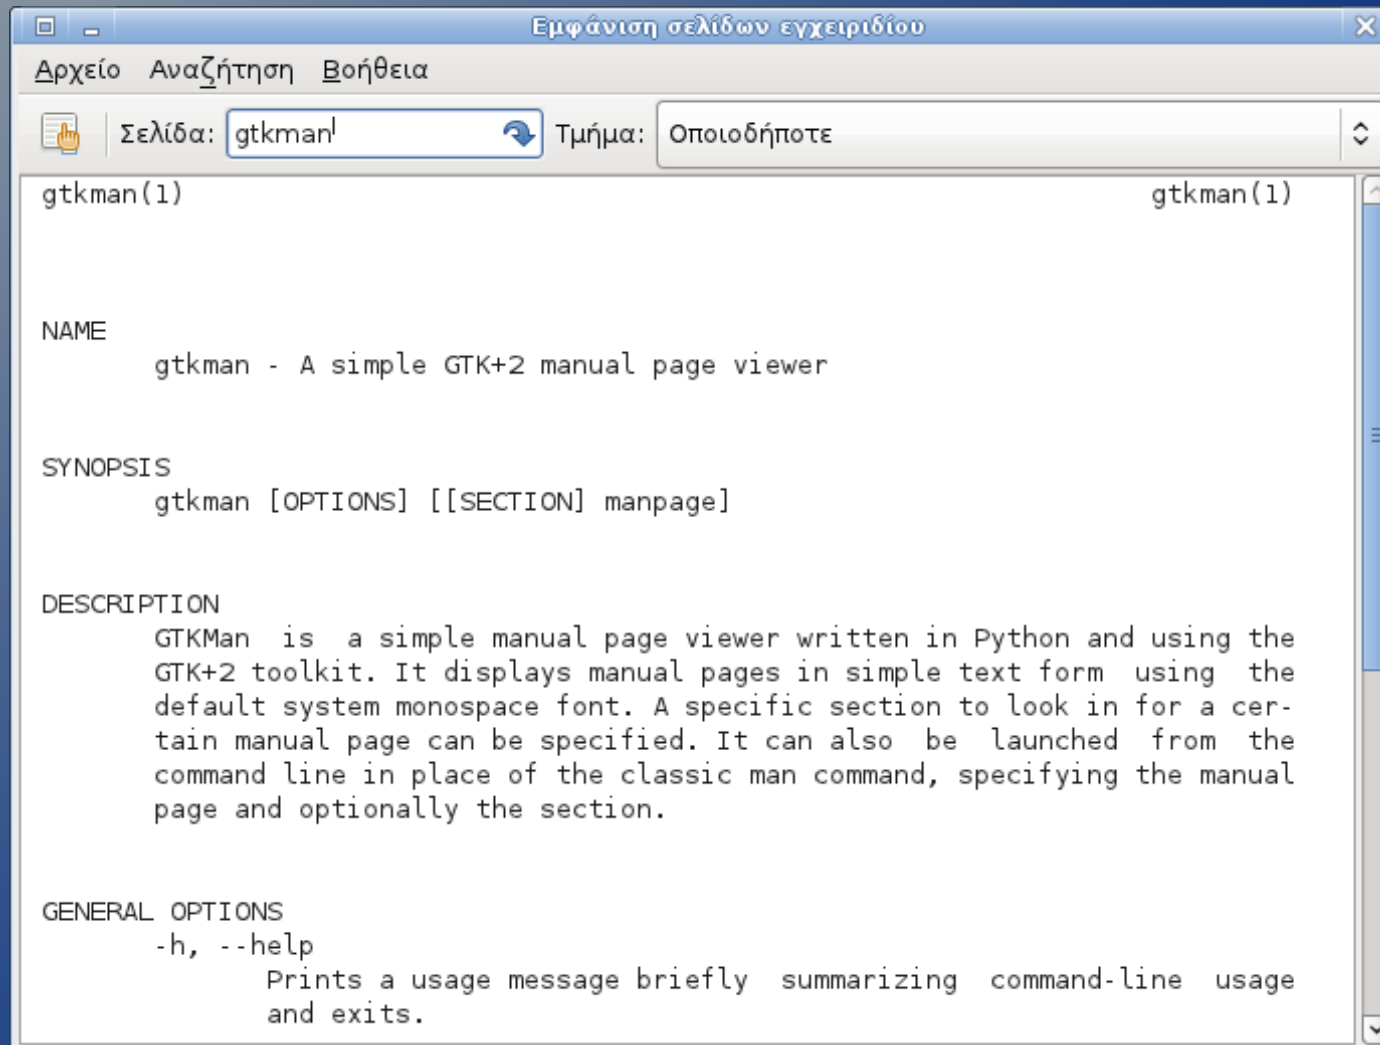 Εμφάνιση σελίδων εγχειριδίου
Αρχείο Αναζήτηση Βοήθεια
Σελίδα: gtkman Τμήμα: Οποιοδήποτε
gtkman(1) gtkman(1)
NAME
gtkman - A simple GTK+2 manual page viewer
SYNOPSIS
gtkman [OPTIONS] [[SECTION] manpage]
DESCRIPTION
GTKMan is a simple manual page viewer written in Python and using the
GTK+2 toolkit. It displays manual pages in simple text form using the
default system monospace font. A specific section to look in for a cer-
tain manual page can be specified. It can also be launched from the
command line in place of the classic man command, specifying the manual
page and optionally the section.
GENERAL OPTIONS
-h, --help
Prints a usage message briefly summarizing command-line usage
and exits.